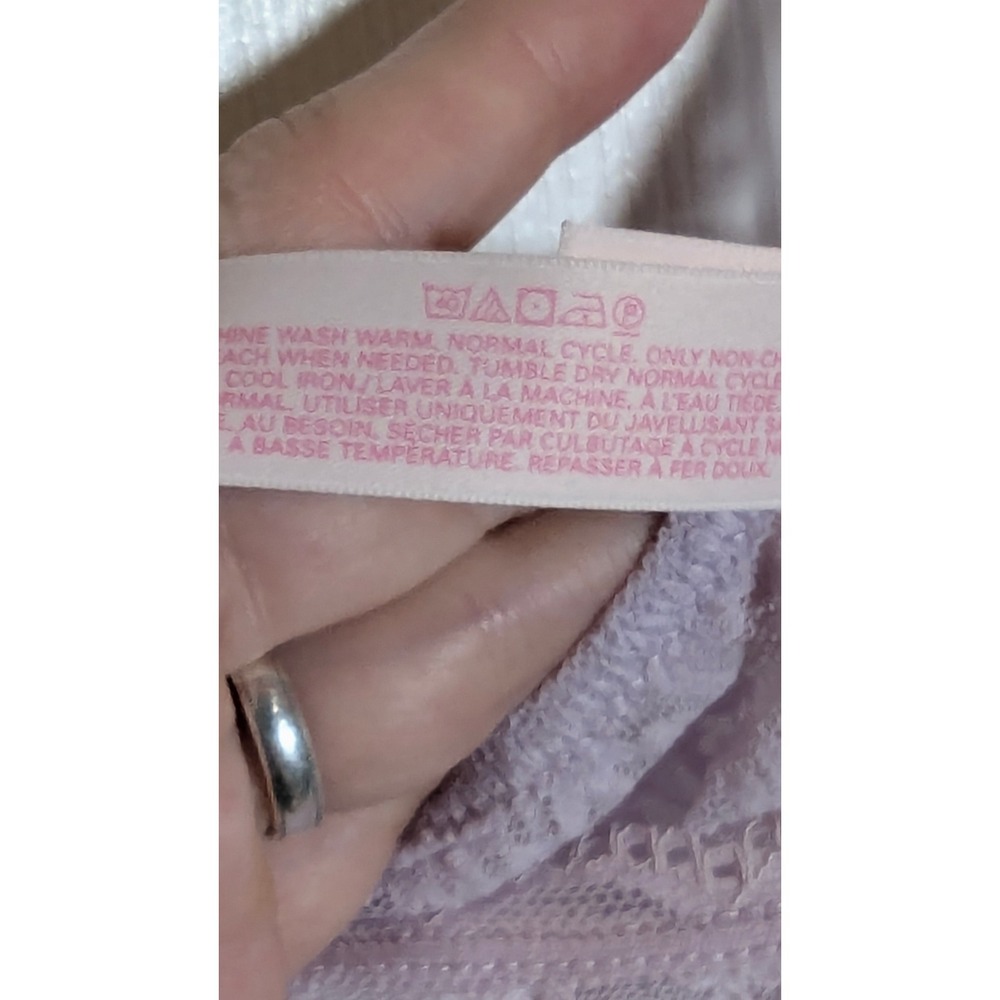 40 P
HINE WASH WARM, NORMAL CYCLE. ONLY NON-CH
EACH WHEN NEEDED. TUMBLE DRY NORMAL CYCLE
COOL IRON./LAVER À LA MACHINE, À L'EAU TIÈDE.
RMAL. UTILISER UNIQUEMENT DU JAVELLISANT SA
E, AU BESOIN. SÉCHER PAR CULBUTAGE À CYCLE N
À BASSE TEMPÉRATURE. REPASSER À FER DOUX.